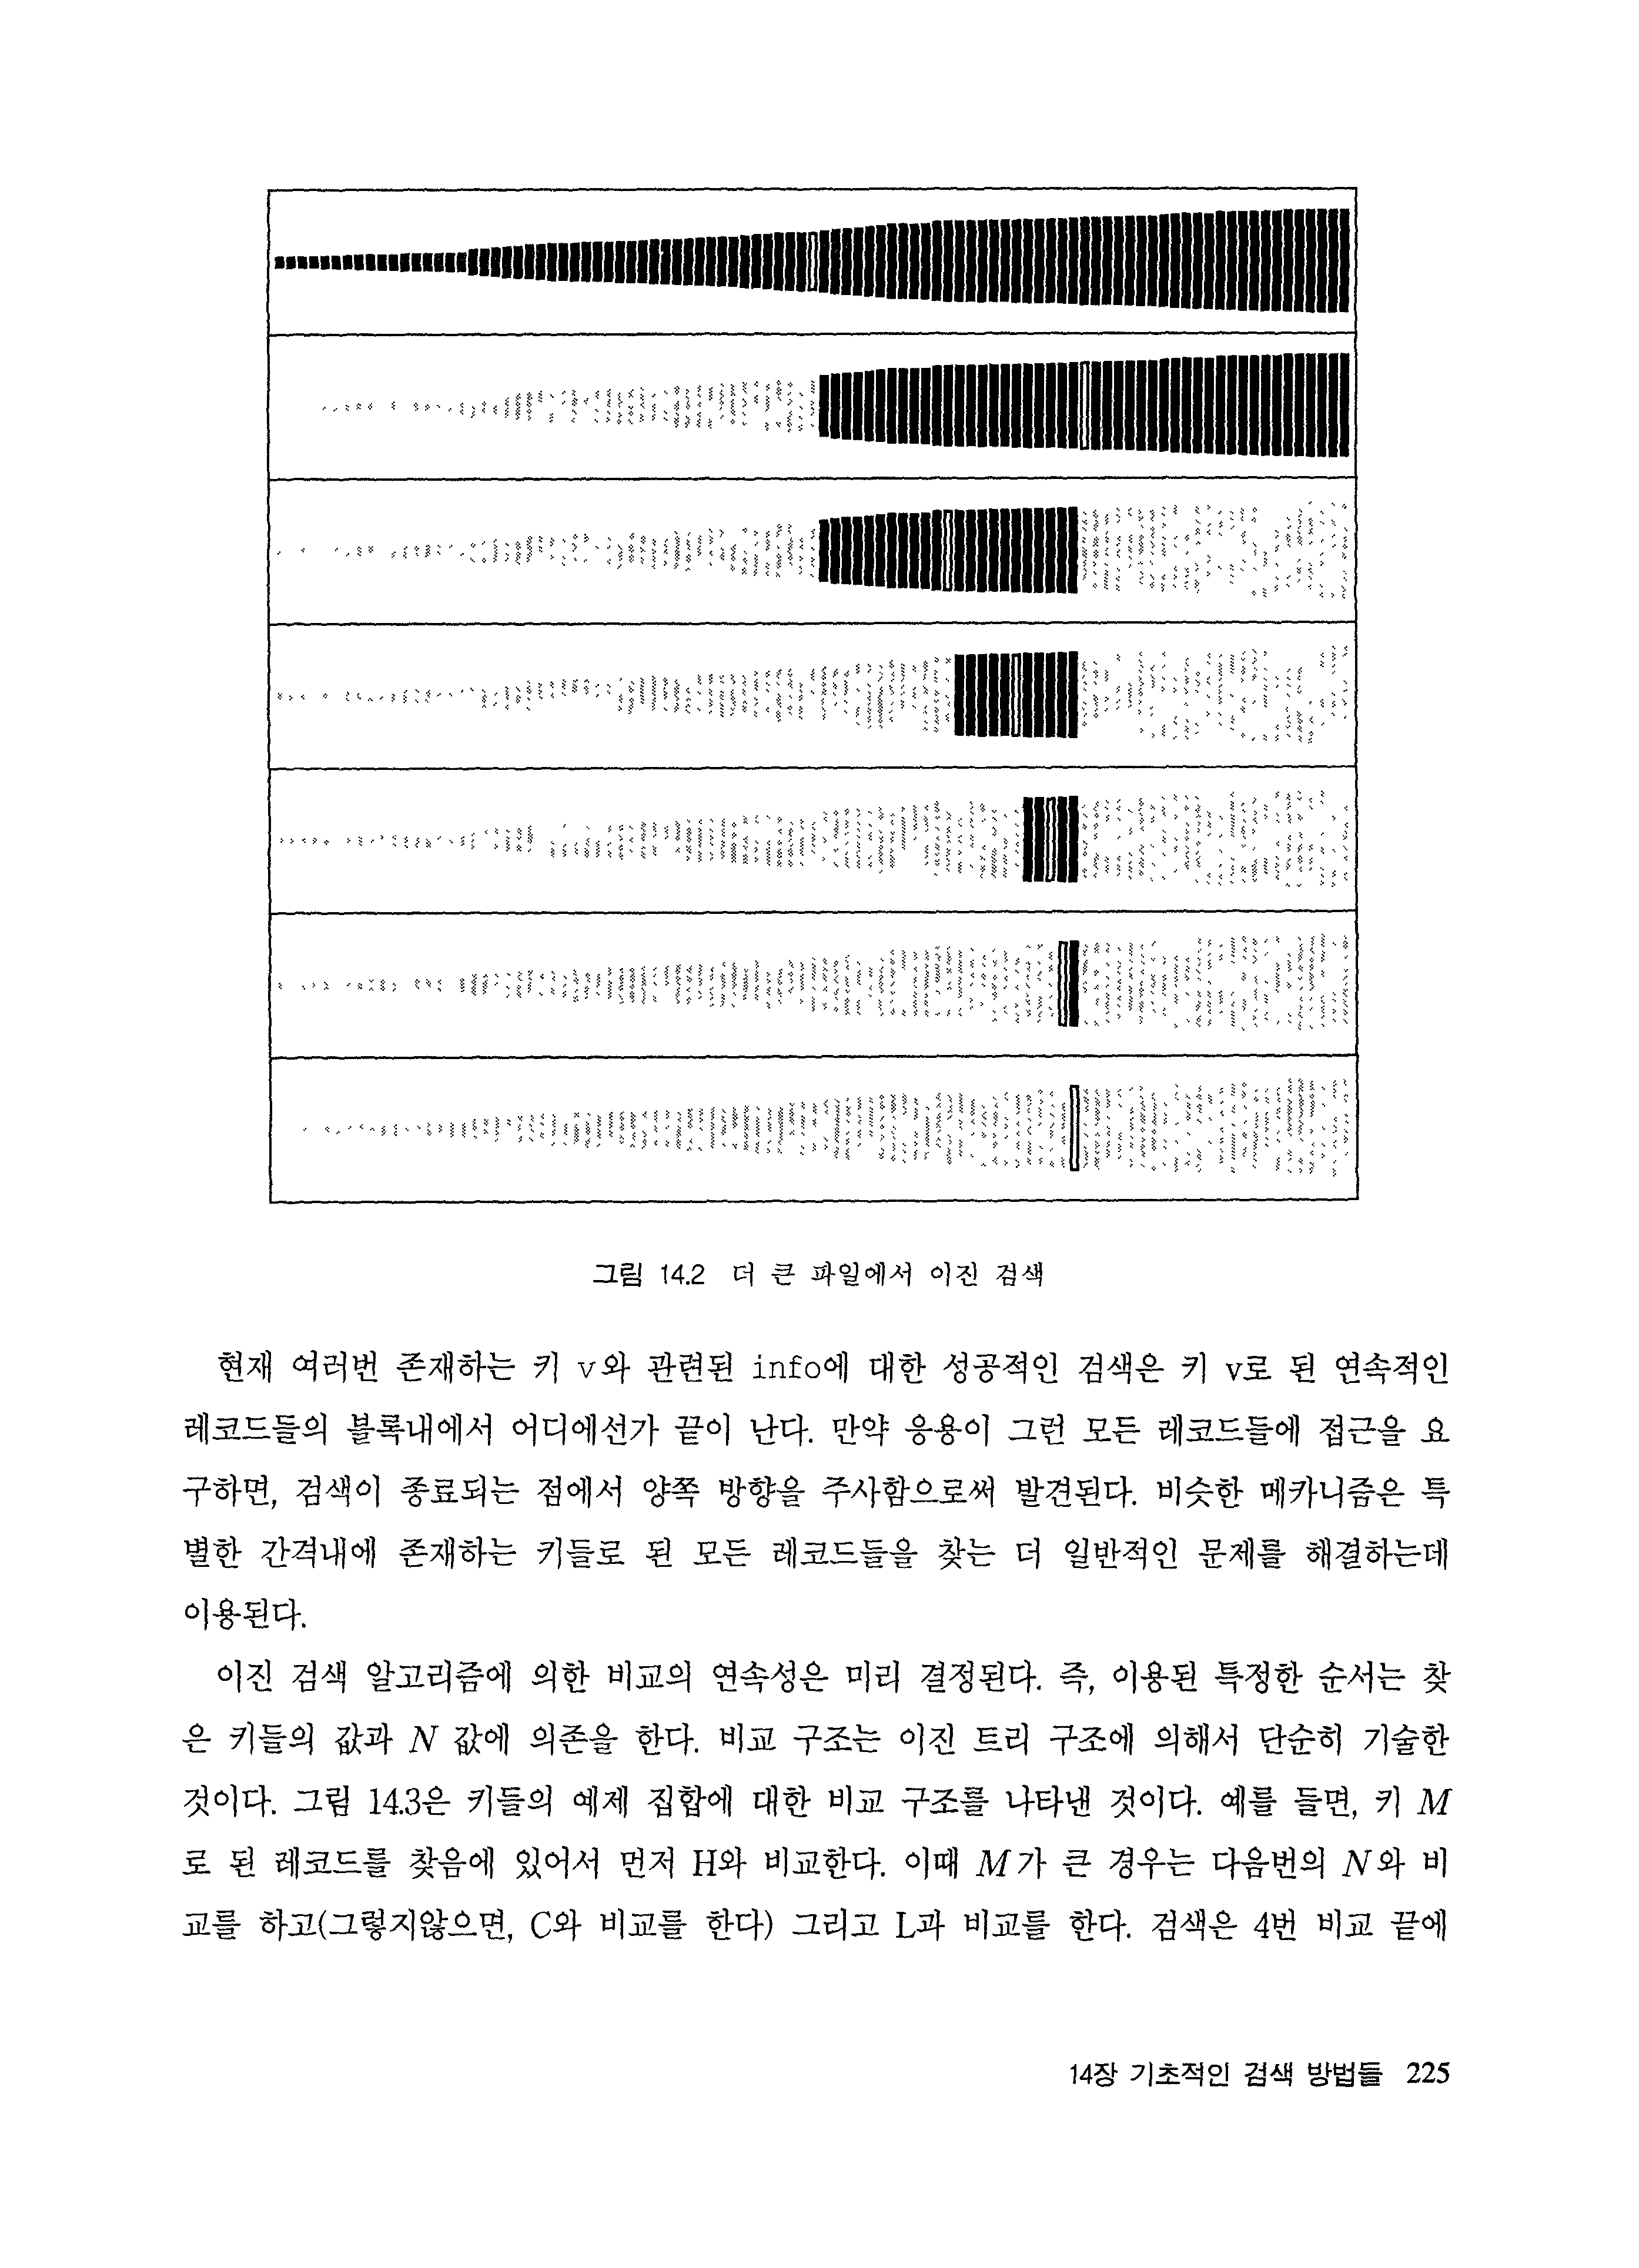 그림 14.2 더 큰 파일에서 이진 검색
현재 여러번 존재하는 키 v와 관련된 info에 대한 성공적인 검색은 키 v로 된 연속적인
레코드들의 블록내에서 어디에선가 끝이 난다. 만약 응용이 그런 모든 레코드들에 접근을 요
구하면, 검색이 종료되는 점에서 양쪽 방향을 주사함으로써 발견된다. 비슷한 메카니즘은 특
별한 간격내에 존재하는 키들로 된 모든 레코드들을 찾는 더 일반적인 문제를 해결하는데
이용된다.
이진 검색 알고리즘에 의한 비교의 연속성은 미리 결정된다. 즉, 이용된 특정한 순서는 찾
은 키들의 값과 N 값에 의존을 한다. 비교 구조는 이진 트리 구조에 의해서 단순히 기술한
것이다. 그림 14.3은 키들의 예제 집합에 대한 비교 구조를 나타낸 것이다. 예를 들면, 키 M
로 된 레코드를 찾음에 있어서 먼저 H와 비교한다. 이때 M가 큰 경우는 다음번의 N와 비
교를 하고(그렇지않으면, C와 비교를 한다) 그리고 L과 비교를 한다. 검색은 4번 비교 끝에
14장 기초적인 검색 방법들 225